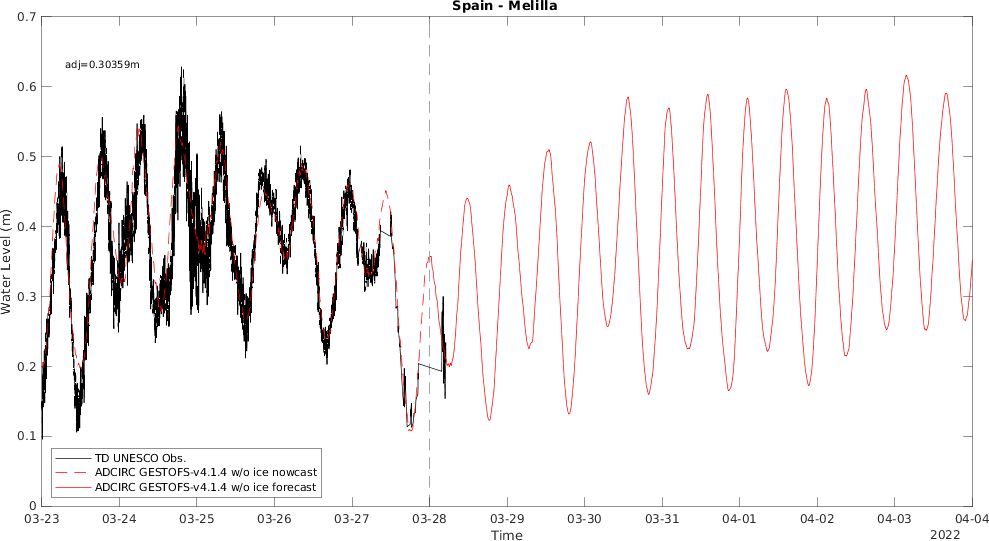 Spain - Melilla
adj=0.30359m
0.7
0.6
0.5
0.4
0.3
0.2
0.1
0
Water Level (m)
TD UNESCO Obs.
ADCIRC GESTOFS-v4.1.4 w/o ice nowcast
ADCIRC GESTOFS-v4.1.4 w/o ice forecast
03-23 03-24 03-25 03-26 03-27 03-28 03-29 03-30 03-31 04-01 04-02 04-03 04-04
Time
2022